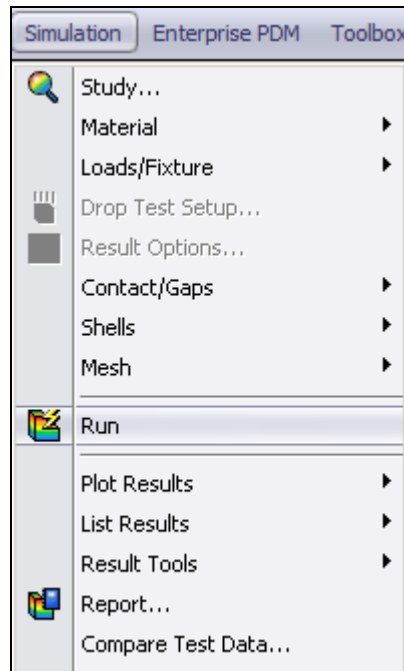 Simulation Enterprise PDM Toolbox
Study...
Material
Loads/Fixture
Drop Test Setup...
Result Options...
Contact/Gaps
Shells
Mesh
Run
Plot Results
List Results
Result Tools
Report...
Compare Test Data...